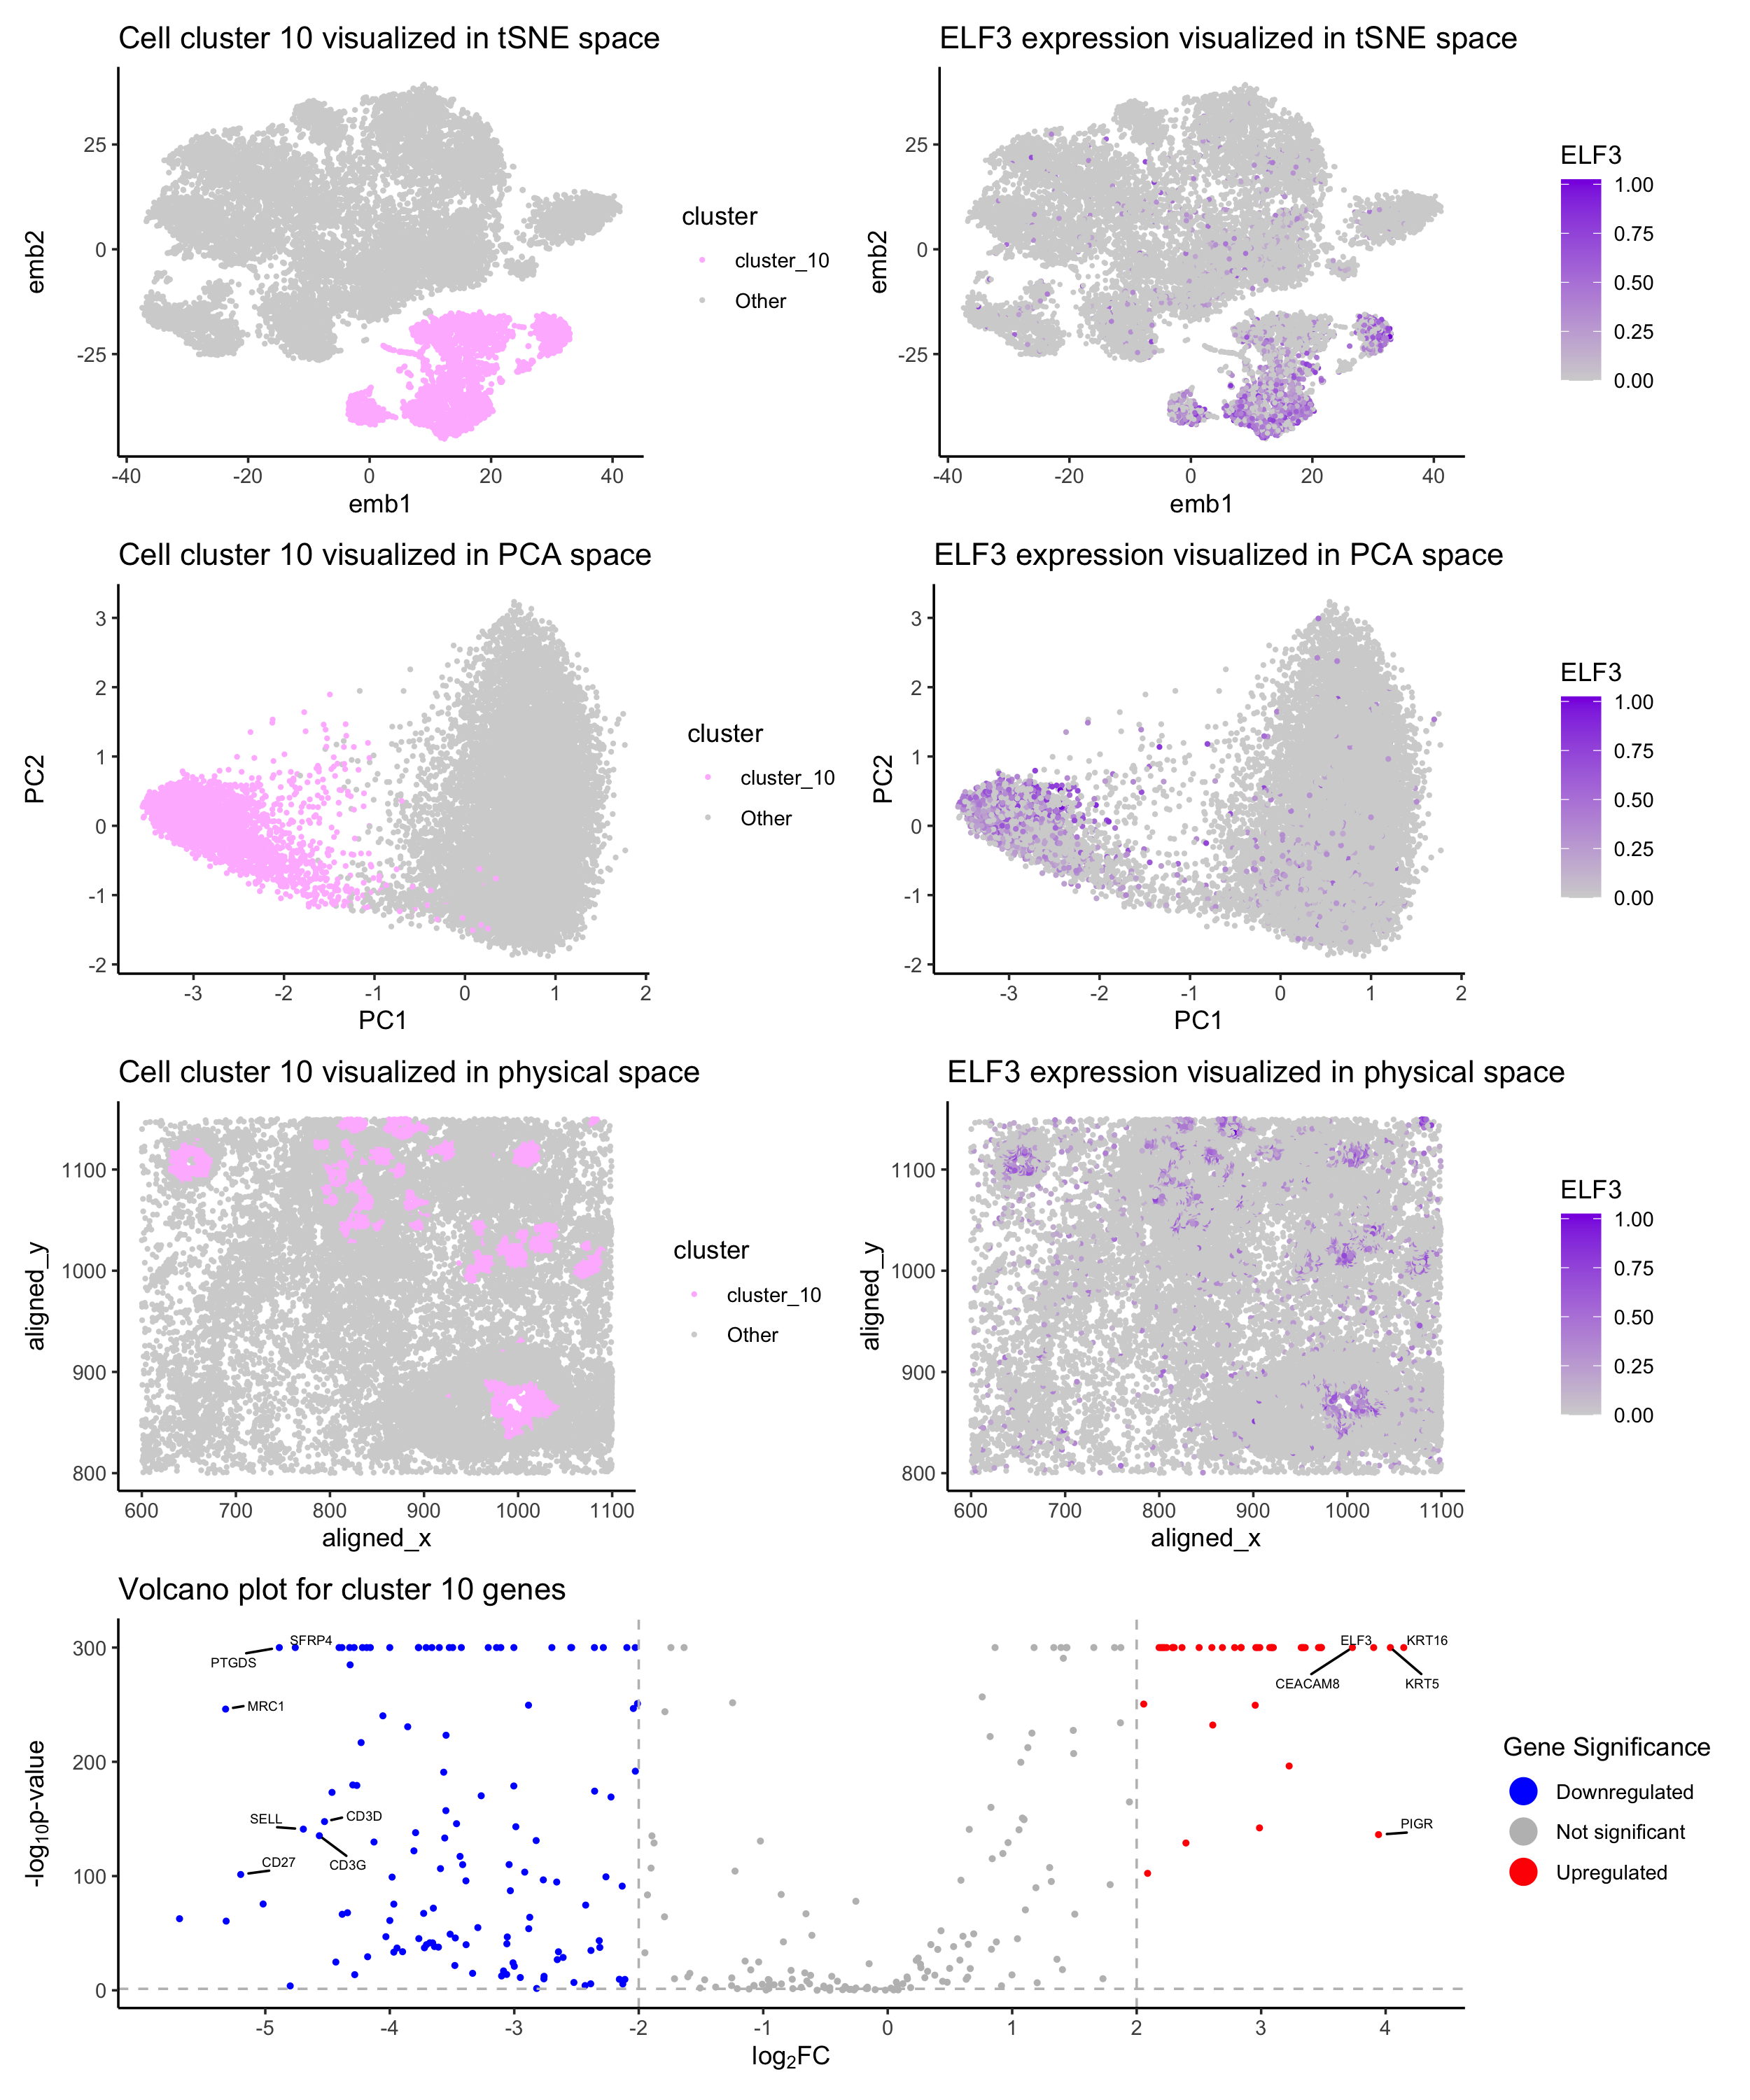 Cell cluster 10 visualized in tSNE space
ELF3 expression visualized in tSNE space
emb2
25
0
-25
-40 -20 0 20 40
emb1
cluster
cluster_10
Other
emb2
25
0
-25
-40 -20 0 20 40
emb1
ELF3
1.00
0.75
0.50
0.25
0.00
Cell cluster 10 visualized in PCA space
ELF3 expression visualized in PCA space
PC2
3
2
1
0
-1
-2
-3 -2 -1 0 1 2
PC1
cluster
cluster_10
Other
PC2
3
2
1
0
-1
-2
-3 -2 -1 0 1 2
PC1
ELF3
1.00
0.75
0.50
0.25
0.00
Cell cluster 10 visualized in physical space
ELF3 expression visualized in physical space
aligned_y
1100
1000
900
800
600 700 800 900 1000 1100
aligned_x
cluster
cluster_10
Other
aligned_y
1100
1000
900
800
600 700 800 900 1000 1100
aligned_x
ELF3
1.00
0.75
0.50
0.25
0.00
Volcano plot for cluster 10 genes
-log₁₀p-value
300
200
100
0
SFRP4
PTGDS
MRC1
SELL
CD3D
CD27
CD3G
ELF3
KRT16
CEACAM8
KRT5
PIGR
-5 -4 -3 -2 -1 0 1 2 3 4
log₂FC
Gene Significance
Downregulated
Not significant
Upregulated